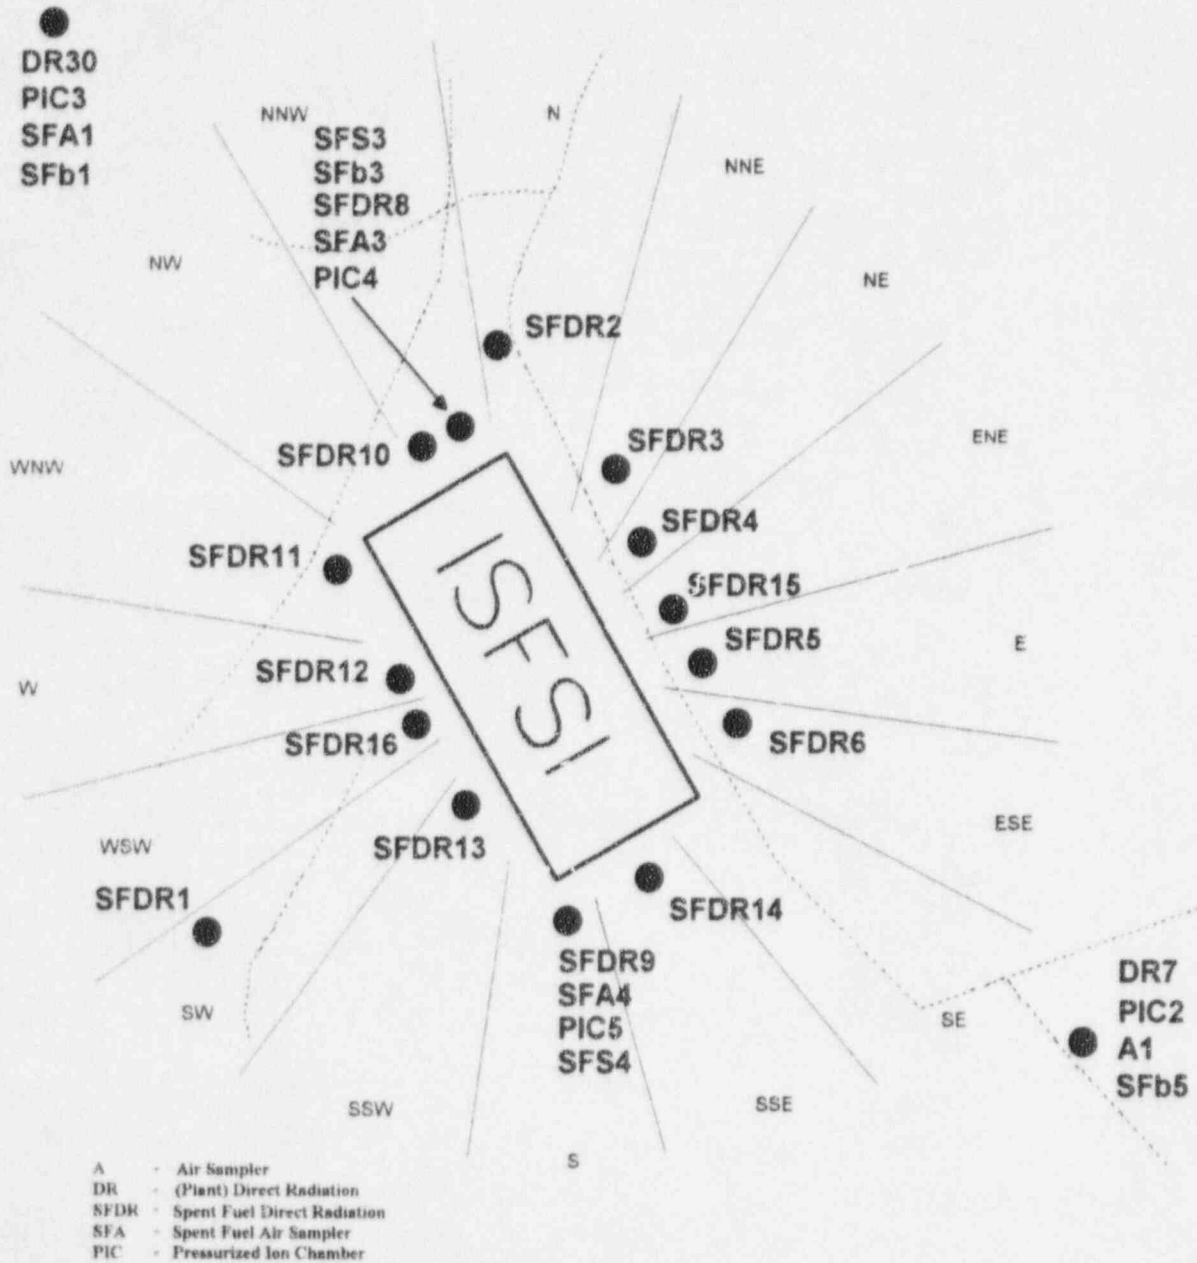 DR30
PIC3
SFA1
SFb1
NNW
N
SFS3
SFb3
SFDR8
SFA3
PIC4
NNE
NW
NE
SFDR2
SFDR10
SFDR3
ENE
WNW
SFDR4
SFDR11
SFDR15
ISFSI
SFDR5
E
SFDR12
W
SFDR16
SFDR6
ESE
WSW
SFDR13
SFDR1
SFDR14
SFDR9
SFA4
PIC5
SFS4
DR7
PIC2
A1
SFb5
SW
SE
SSW
SSE
S
A - Air Sampler
DR - (Plant) Direct Radiation
SFDR - Spent Fuel Direct Radiation
SFA - Spent Fuel Air Sampler
PIC - Pressurized Ion Chamber